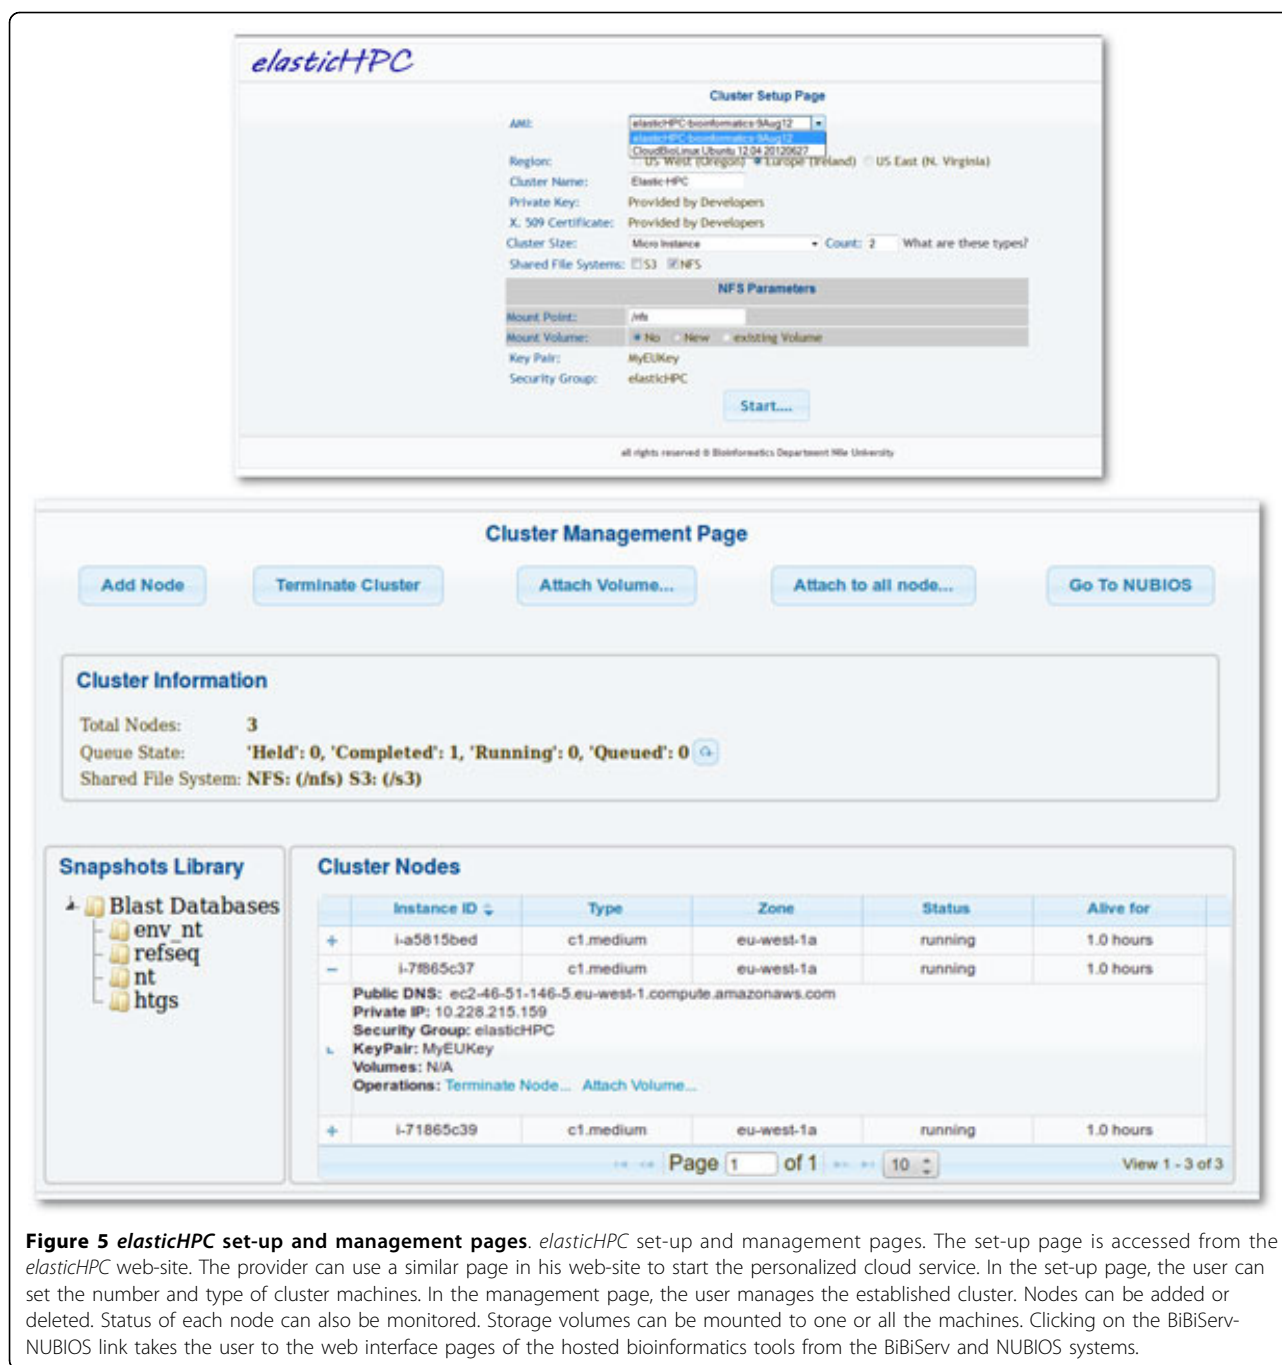 elasticHPC
Cluster Setup Page
AMI: elasticHPC-bioinformatics-9Aug12
elasticHPC-bioinformatics-9Aug12
CloudBioLinux Ubuntu 12.04 20120627
Region: US West (Oregon) Europe (Ireland) US East (N. Virginia)
Cluster Name: Elastic-HPC
Private Key: Provided by Developers
X. 509 Certificate: Provided by Developers
Cluster Size: Micro Instance Count: 2 What are these types?
Shared File Systems: S3 NFS
NFS Parameters
Mount Point: /nfs
Mount Volume: No New existing Volume
Key Pair: MyEUKey
Security Group: elasticHPC
Start....
all rights reserved © Bioinformatics Department Nile University
Cluster Management Page
Add Node Terminate Cluster Attach Volume... Attach to all node... Go To NUBIOS
Cluster Information
Total Nodes: 3
Queue State: 'Held': 0, 'Completed': 1, 'Running': 0, 'Queued': 0
Shared File System: NFS: (/nfs) S3: (/s3)
Snapshots Library
Blast Databases
env_nt
refseq
nt
htgs
Cluster Nodes
Instance ID Type Zone Status Alive for
+ i-a5815bed c1.medium eu-west-1a running 1.0 hours
- i-7f865c37 c1.medium eu-west-1a running 1.0 hours
Public DNS: ec2-46-51-146-5.eu-west-1.compute.amazonaws.com
Private IP: 10.228.215.159
Security Group: elasticHPC
KeyPair: MyEUKey
Volumes: N/A
Operations: Terminate Node... Attach Volume...
+ i-71865c39 c1.medium eu-west-1a running 1.0 hours
Page 1 of 1 10 View 1 - 3 of 3
Figure 5 elasticHPC set-up and management pages. elasticHPC set-up and management pages. The set-up page is accessed from the
elasticHPC web-site. The provider can use a similar page in his web-site to start the personalized cloud service. In the set-up page, the user can
set the number and type of cluster machines. In the management page, the user manages the established cluster. Nodes can be added or
deleted. Status of each node can also be monitored. Storage volumes can be mounted to one or all the machines. Clicking on the BiBiServ-
NUBIOS link takes the user to the web interface pages of the hosted bioinformatics tools from the BiBiServ and NUBIOS systems.